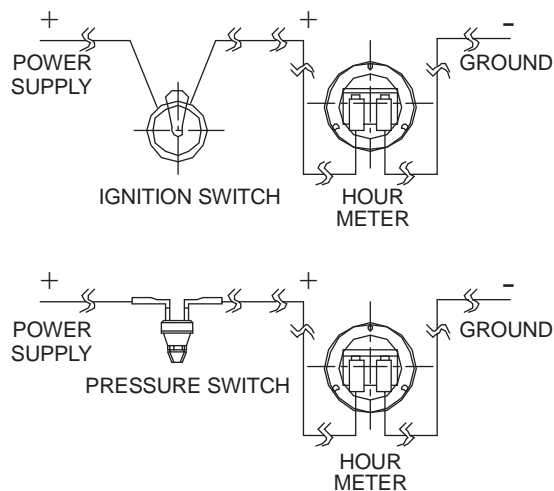 + + -
POWER
SUPPLY
GROUND
IGNITION SWITCH
HOUR
METER
+ + -
POWER
SUPPLY
GROUND
PRESSURE SWITCH
HOUR
METER